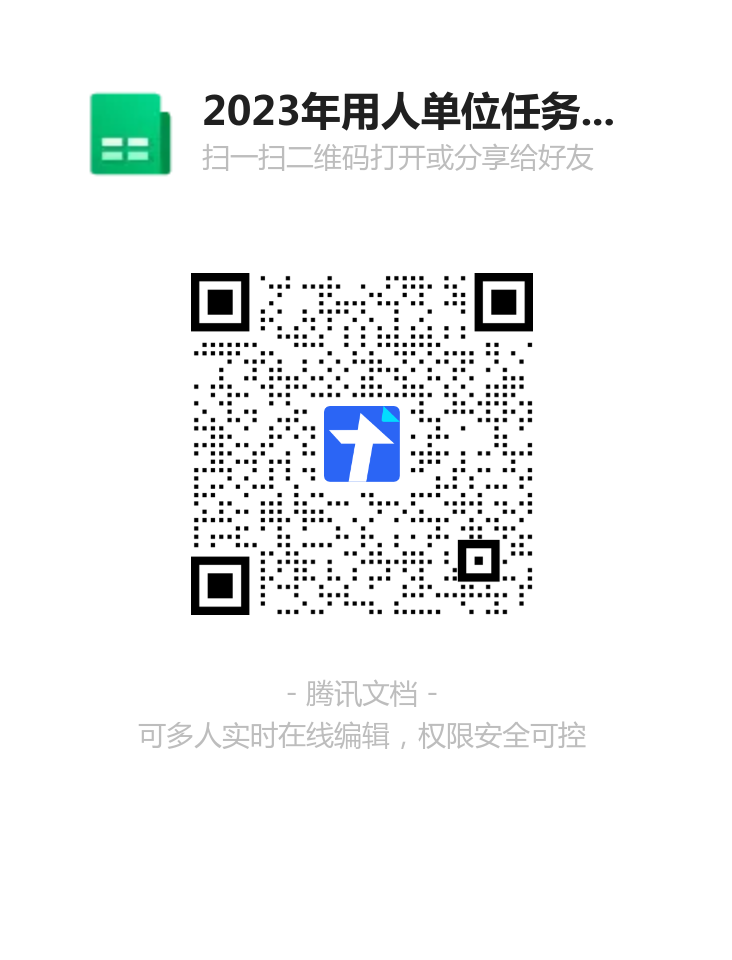 2023年用人单位任务...
扫一扫二维码打开或分享给好友
- 腾讯文档 -
可多人实时在线编辑，权限安全可控